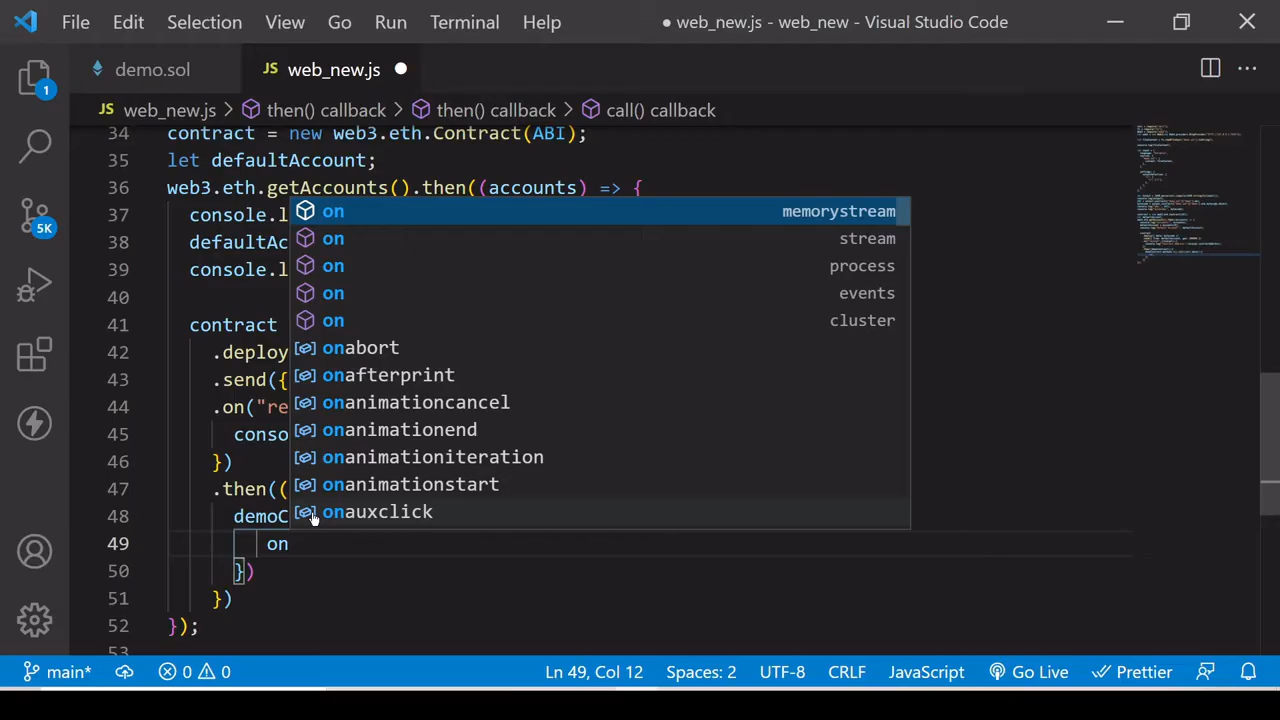 File Edit Selection View Go Run Terminal Help ● web_new.js - web_new - Visual Studio Code
demo.sol JS web_new.js ●
JS web_new.js > then() callback > then() callback > call() callback
34 contract = new web3.eth.Contract(ABI);
35 let defaultAccount;
36 web3.eth.getAccounts().then((accounts) => {
37 console.l
on memorystream
38 defaultAc
on stream
39 console.l
on process
40
on events
41 contract
on cluster
42 .deploy
onabort
43 .send({
onafterprint
44 .on("re
onanimationcancel
45 conso
onanimationend
46 })
onanimationiteration
47 .then((
onanimationstart
48 demoC
onauxclick
49 on
50 })
51 })
52 });
53
1
5K
main* 0 0 Ln 49, Col 12 Spaces: 2 UTF-8 CRLF JavaScript Go Live Prettier